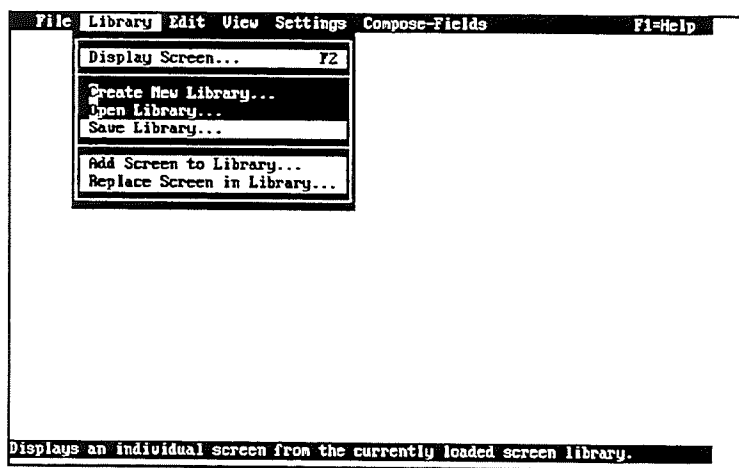 File Library Edit View Settings Compose-Fields F1=Help
Display Screen... F2
Create New Library...
Open Library...
Save Library...
Add Screen to Library...
Replace Screen in Library...
Displays an individual screen from the currently loaded screen library.